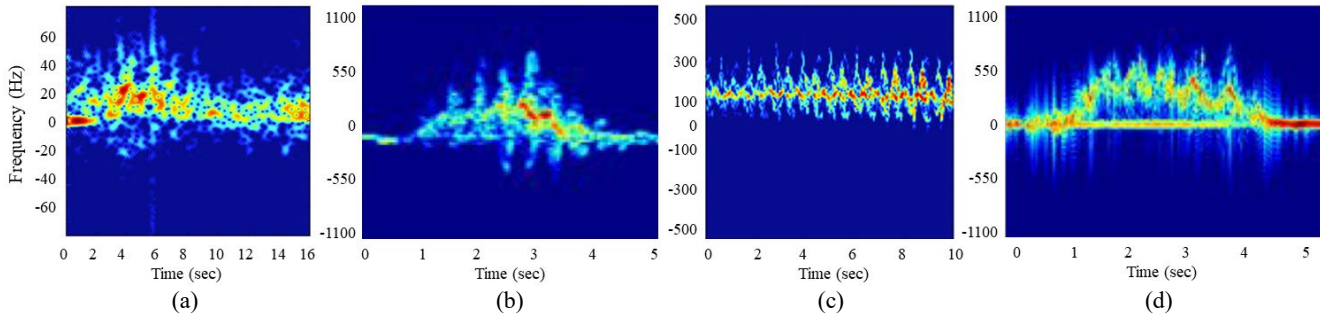 Frequency (Hz)
60
40
20
0
-20
-40
-60
0 2 4 6 8 10 12 14 16
Time (sec)
(a)
1100
550
0
-550
-1100
0 1 2 3 4 5
Time (sec)
(b)
500
300
100
0
-100
-300
-500
0 2 4 6 8 10
Time (sec)
(c)
1100
550
0
-550
-1100
0 1 2 3 4 5
Time (sec)
(d)